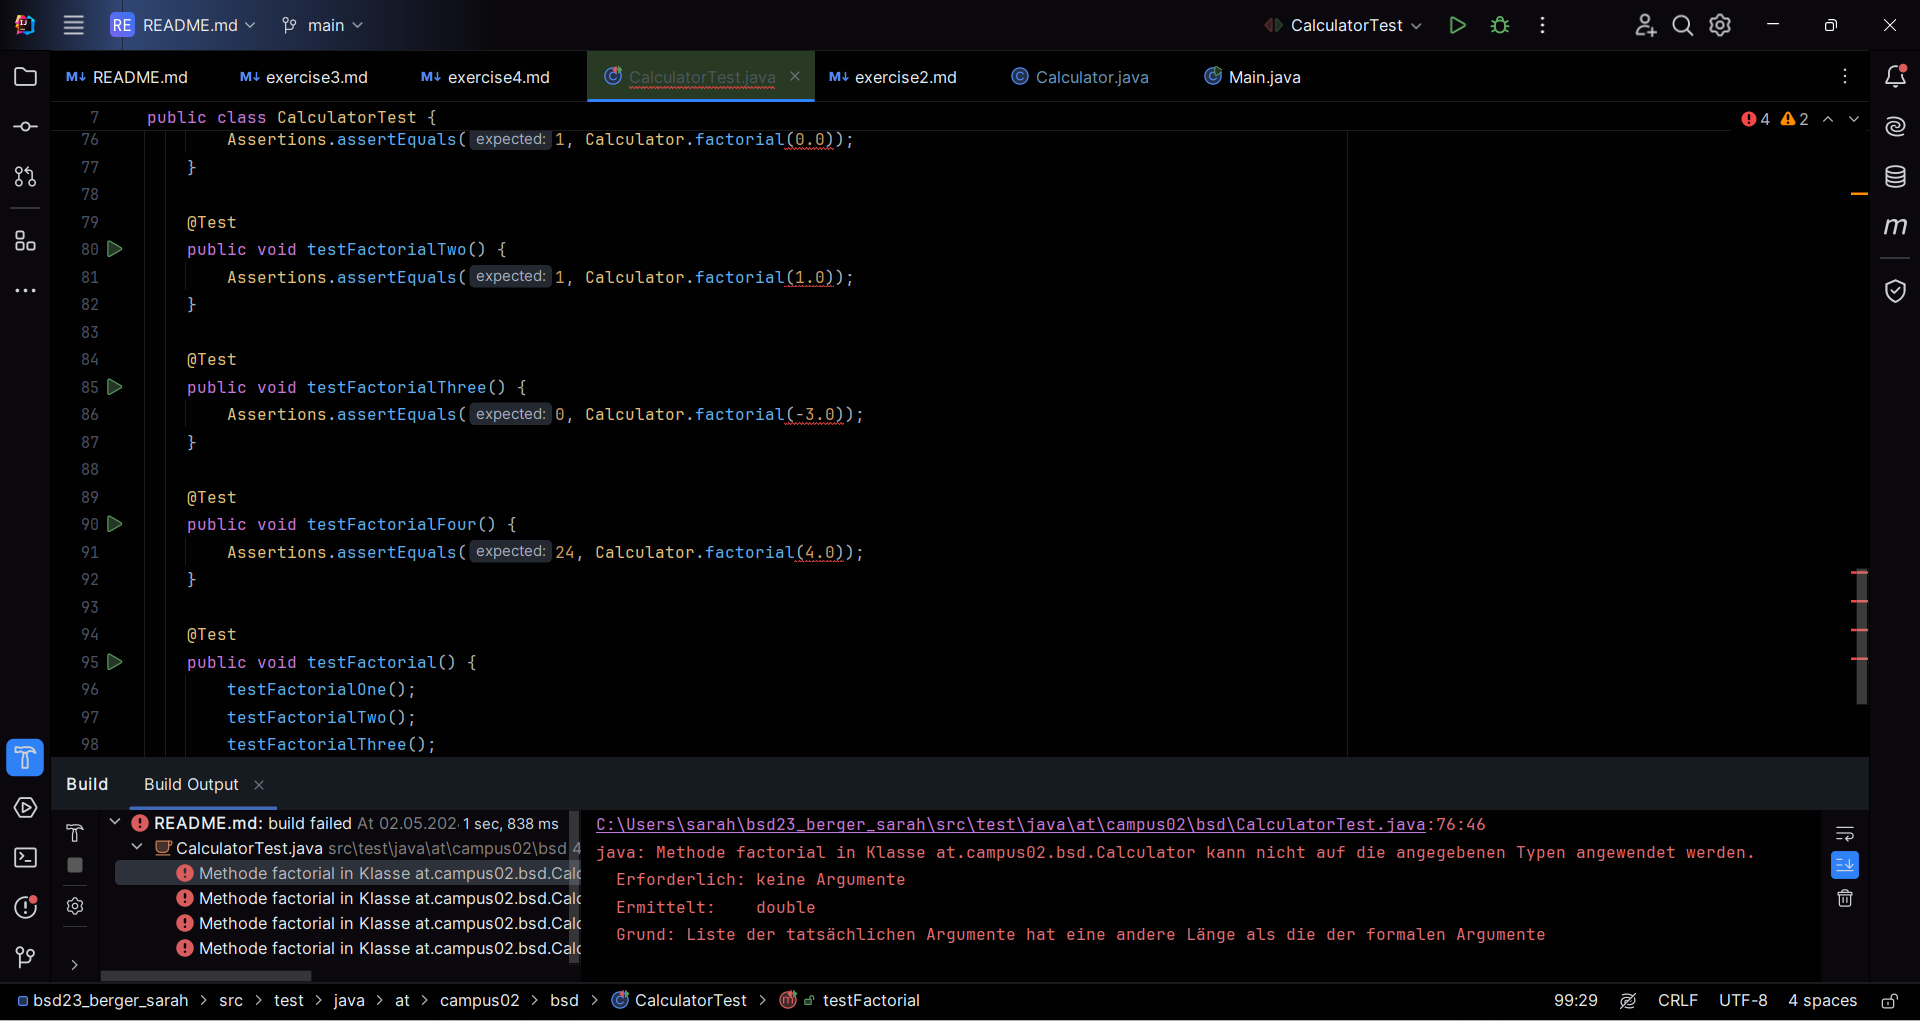 RE README.md main CalculatorTest
README.md exercise3.md exercise4.md CalculatorTest.java exercise2.md Calculator.java Main.java
7 public class CalculatorTest { 4 2
76 Assertions.assertEquals( expected: 1, Calculator.factorial(0.0));
77 }
78
79 @Test
80 public void testFactorialTwo() {
81 Assertions.assertEquals( expected: 1, Calculator.factorial(1.0));
82 }
83
84 @Test
85 public void testFactorialThree() {
86 Assertions.assertEquals( expected: 0, Calculator.factorial(-3.0));
87 }
88
89 @Test
90 public void testFactorialFour() {
91 Assertions.assertEquals( expected: 24, Calculator.factorial(4.0));
92 }
93
94 @Test
95 public void testFactorial() {
96 testFactorialOne();
97 testFactorialTwo();
98 testFactorialThree();
Build Build Output
README.md: build failed At 02.05.202 1 sec, 838 ms
CalculatorTest.java src\test\java\at\campus02\bsd 4
Methode factorial in Klasse at.campus02.bsd.Calc
Methode factorial in Klasse at.campus02.bsd.Calc
Methode factorial in Klasse at.campus02.bsd.Calc
Methode factorial in Klasse at.campus02.bsd.Calc
C:\Users\sarah\bsd23_berger_sarah\src\test\java\at\campus02\bsd\CalculatorTest.java:76:46
java: Methode factorial in Klasse at.campus02.bsd.Calculator kann nicht auf die angegebenen Typen angewendet werden.
Erforderlich: keine Argumente
Ermittelt: double
Grund: Liste der tatsächlichen Argumente hat eine andere Länge als die der formalen Argumente
bsd23_berger_sarah > src > test > java > at > campus02 > bsd > CalculatorTest > testFactorial 99:29 CRLF UTF-8 4 spaces